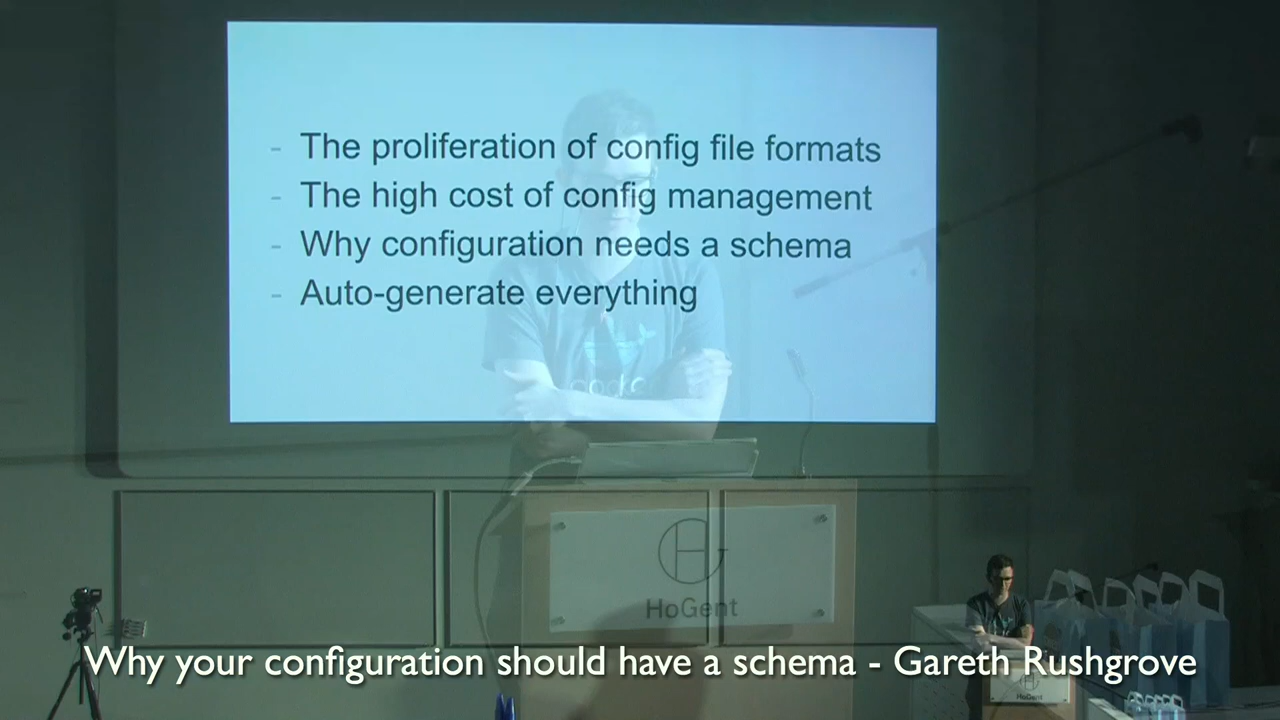 - The proliferation of config file formats
- The high cost of config management
- Why configuration needs a schema
- Auto-generate everything
HoGent
Why your configuration should have a schema - Gareth Rushgrove
HoGent